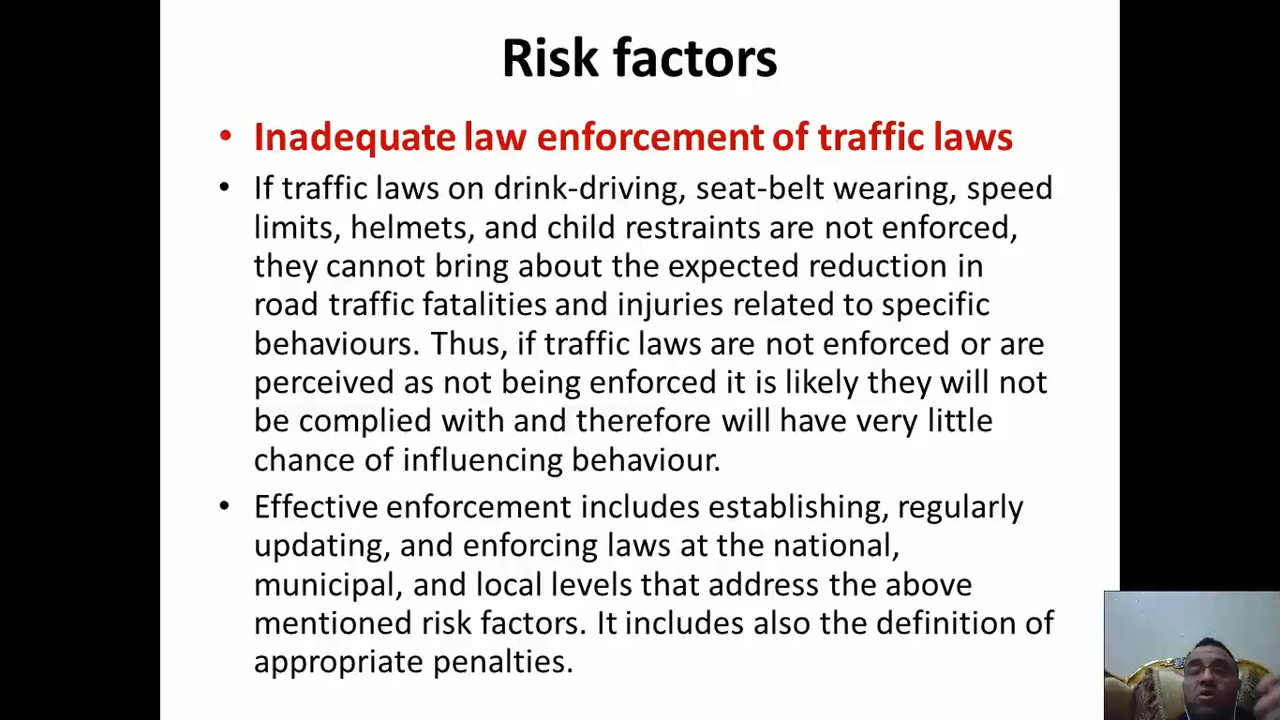 Risk factors
• Inadequate law enforcement of traffic laws
• If traffic laws on drink-driving, seat-belt wearing, speed
limits, helmets, and child restraints are not enforced,
they cannot bring about the expected reduction in
road traffic fatalities and injuries related to specific
behaviours. Thus, if traffic laws are not enforced or are
perceived as not being enforced it is likely they will not
be complied with and therefore will have very little
chance of influencing behaviour.
• Effective enforcement includes establishing, regularly
updating, and enforcing laws at the national,
municipal, and local levels that address the above
mentioned risk factors. It includes also the definition of
appropriate penalties.